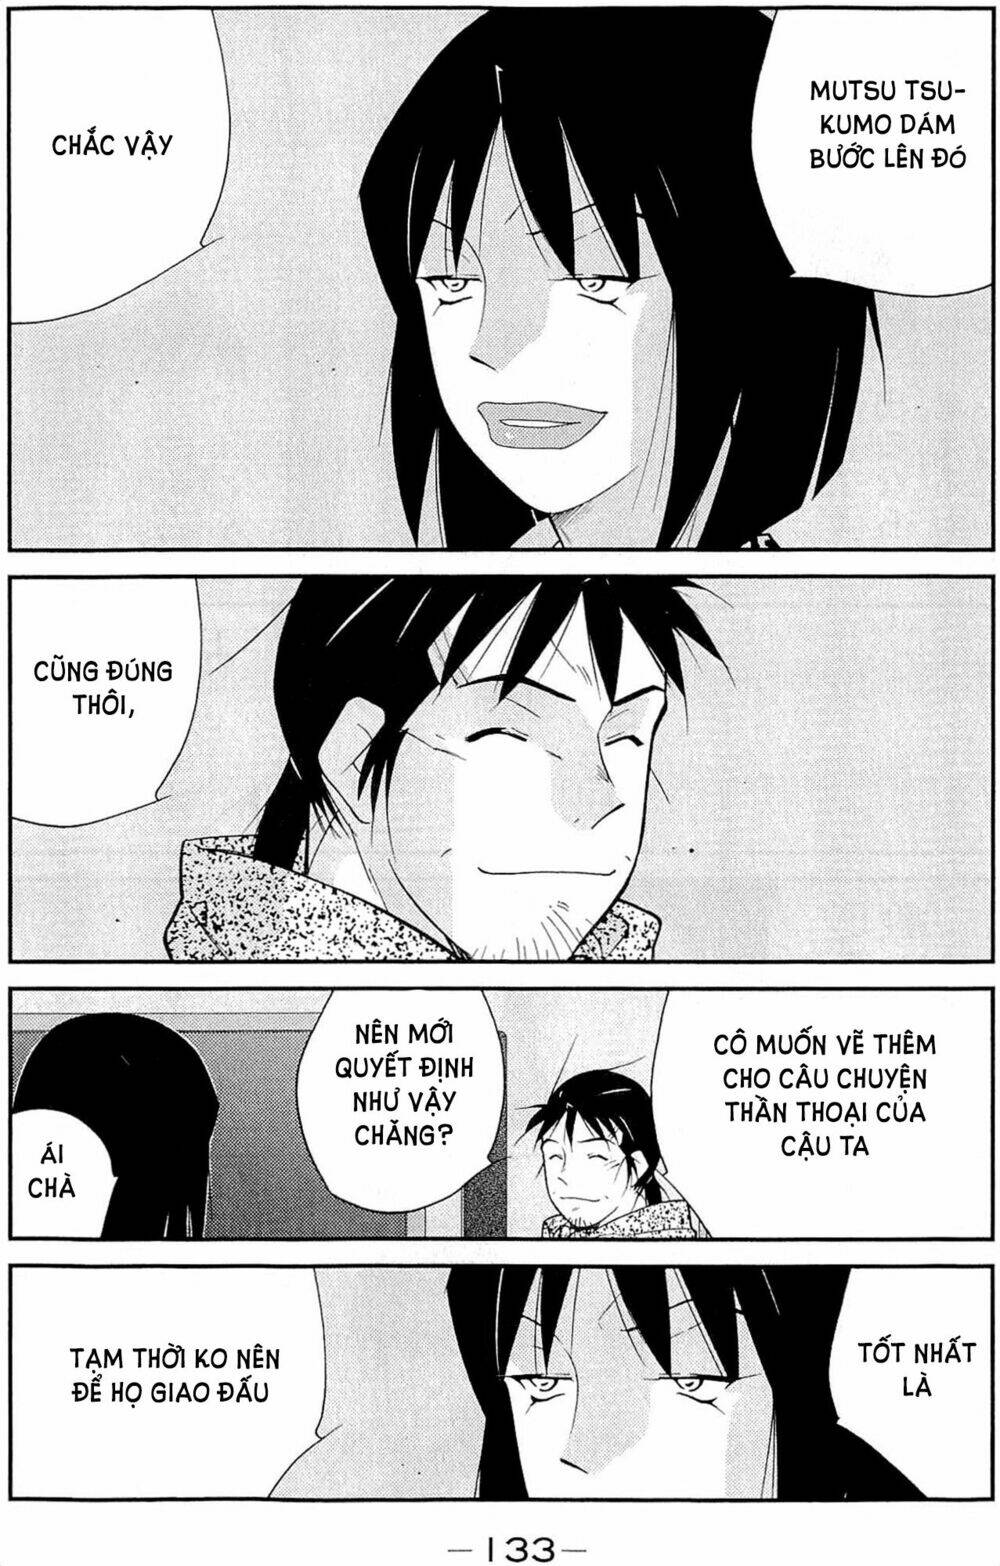 MUTSU TSU-
KUMO DÁM
BƯỚC LÊN ĐÓ
CHẮC VẬY
CŨNG ĐÚNG
THÔI,
CÔ MUỐN VẼ THÊM
CHO CÂU CHUYỆN
THẦN THOẠI CỦA
CẬU TA
NÊN MỚI
QUYẾT ĐỊNH
NHƯ VẬY
CHĂNG?
ÁI
CHÀ
TỐT NHẤT
LÀ
TẠM THỜI KO NÊN
ĐỂ HỌ GIAO ĐẤU
— 133 —